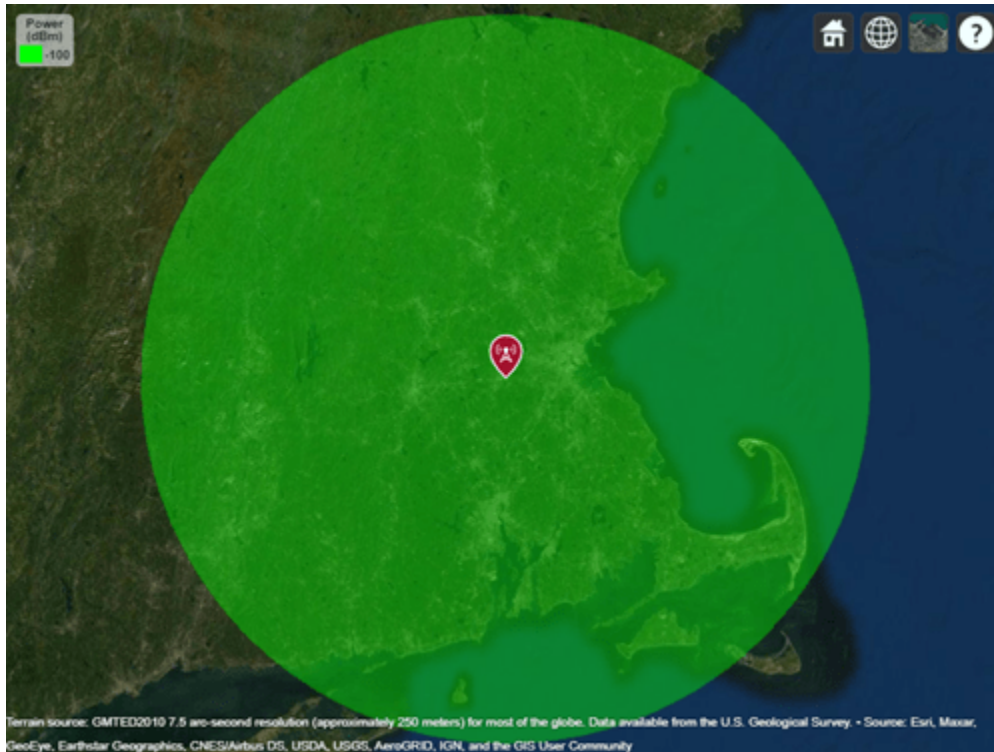 Power
(dBm)
-100
?
Terrain source: GMTED2010 7.5 arc-second resolution (approximately 250 meters) for most of the globe. Data available from the U.S. Geological Survey. • Source: Esri, Maxar,
GeoEye, Earthstar Geographics, CNES/Airbus DS, USDA, USGS, AeroGRID, IGN, and the GIS User Community